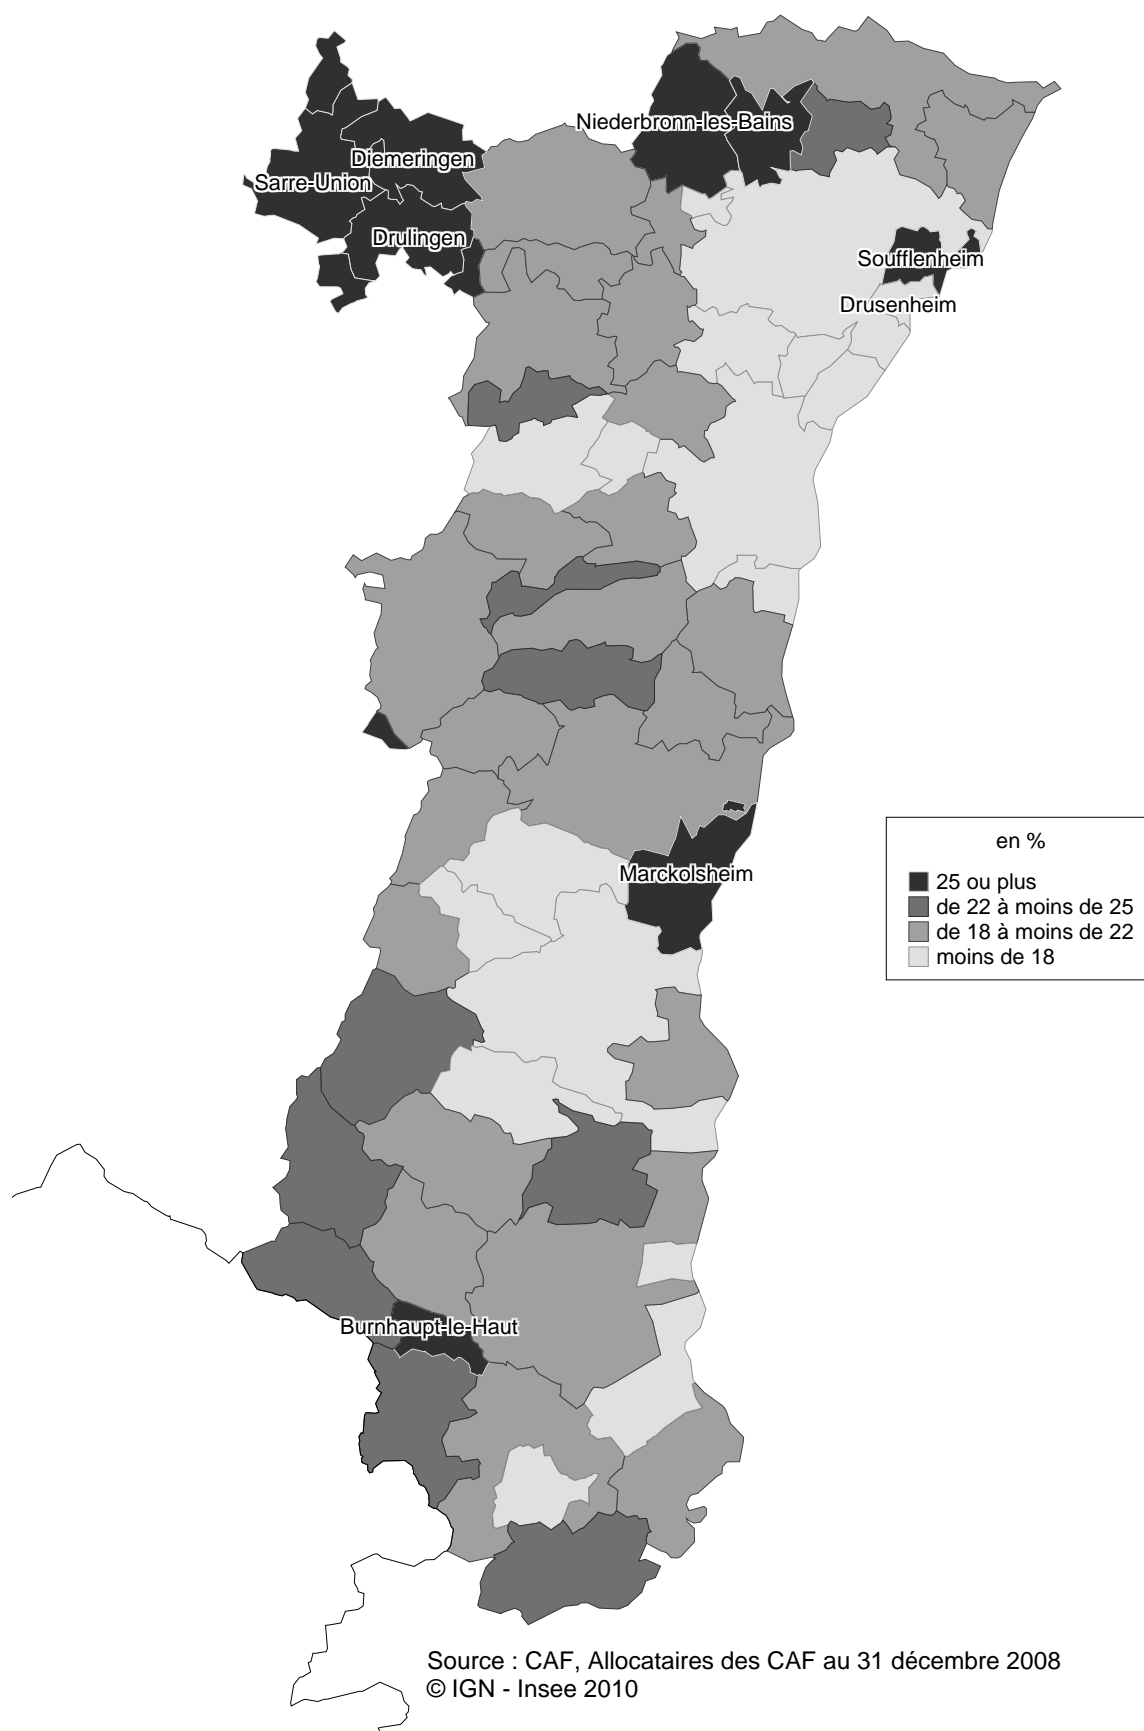 Niederbronn-les-Bains
Diemeringen
Sarre-Union
Drulingen
Soufflenheim
Drusenheim
en %
25 ou plus
de 22 à moins de 25
de 18 à moins de 22
moins de 18
Marckolsheim
Burnhaupt-le-Haut
Source : CAF, Allocataires des CAF au 31 décembre 2008
© IGN - Insee 2010